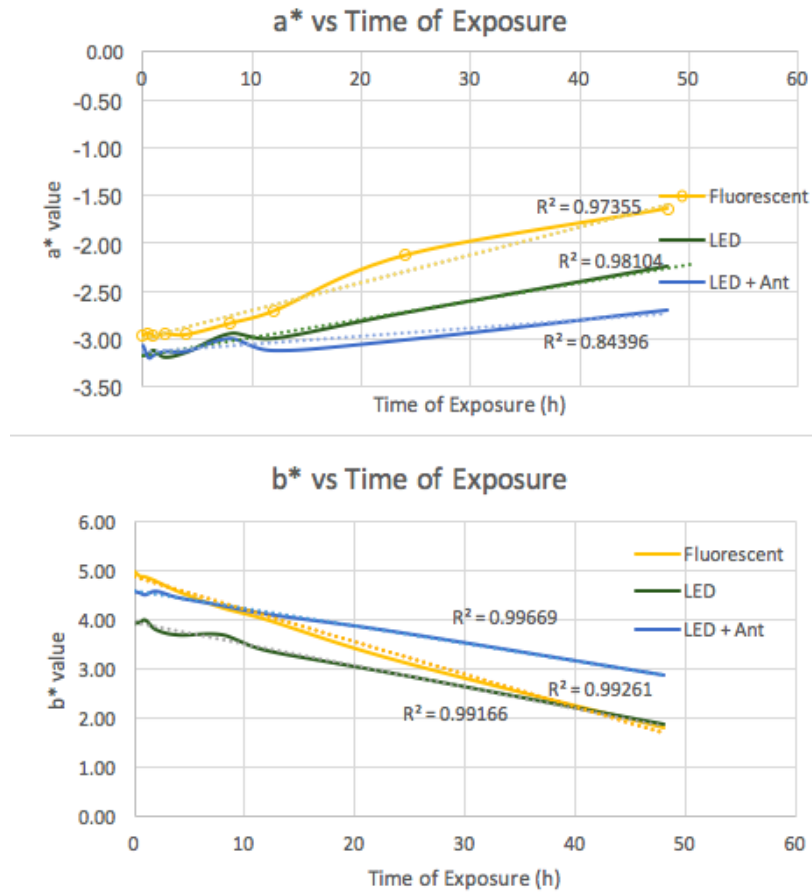 a* vs Time of Exposure
0.00
0 10 20 30 40 50 60
-0.50
-1.00
-1.50
-2.00
-2.50
-3.00
-3.50
a* value
Fluorescent
R² = 0.97355
LED
R² = 0.98104
LED + Ant
R² = 0.84396
Time of Exposure (h)
b* vs Time of Exposure
6.00
5.00
4.00
3.00
2.00
1.00
0.00
b* value
Fluorescent
LED
LED + Ant
R² = 0.99669
R² = 0.99261
R² = 0.99166
0 10 20 30 40 50 60
Time of Exposure (h)